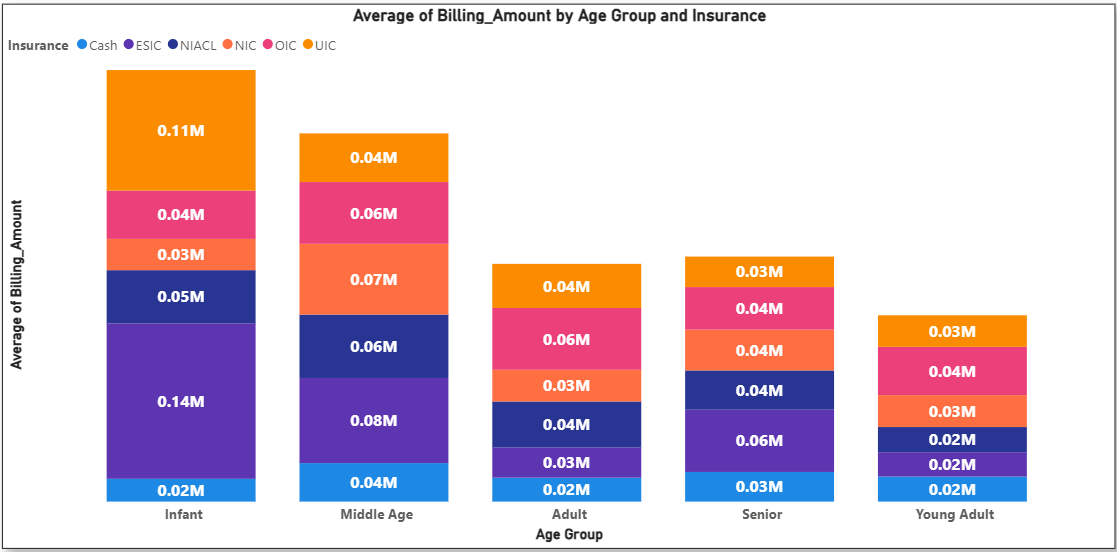 Average of Billing_Amount by Age Group and Insurance
Insurance Cash ESIC NIACL NIC OIC UIC
Average of Billing_Amount
0.11M
0.04M
0.03M
0.05M
0.14M
0.02M
Infant
0.04M
0.06M
0.07M
0.06M
0.08M
0.04M
Middle Age
0.04M
0.06M
0.03M
0.04M
0.03M
0.02M
Adult
0.03M
0.04M
0.04M
0.04M
0.06M
0.03M
Senior
0.03M
0.04M
0.03M
0.02M
0.02M
0.02M
Young Adult
Age Group